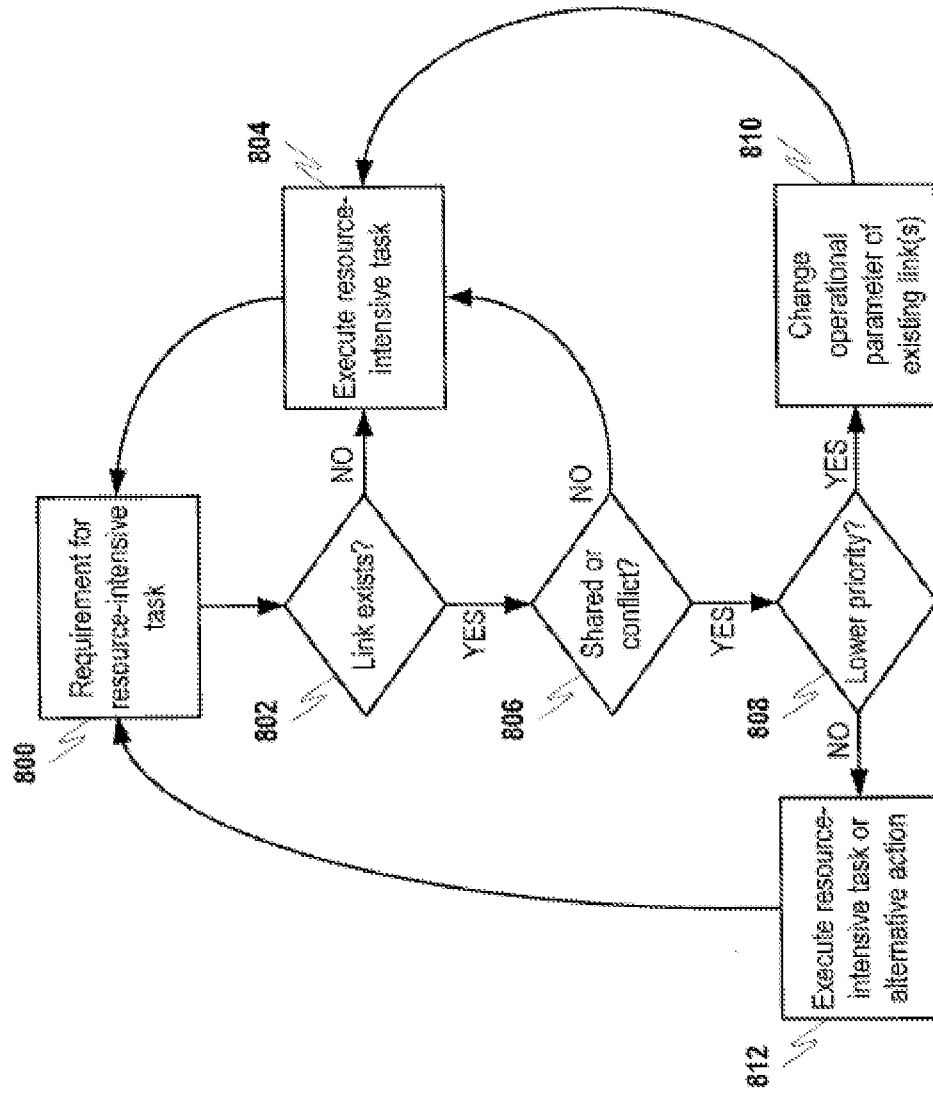 800
Requirement for
resource-intensive
task
802
Link exists?
NO
YES
804
Execute resource-
intensive task
806
Shared or
conflict?
NO
YES
808
Lower priority?
NO
YES
810
Change
operational
parameter of
existing link(s)
812
Execute resource-
intensive task or
alternative action